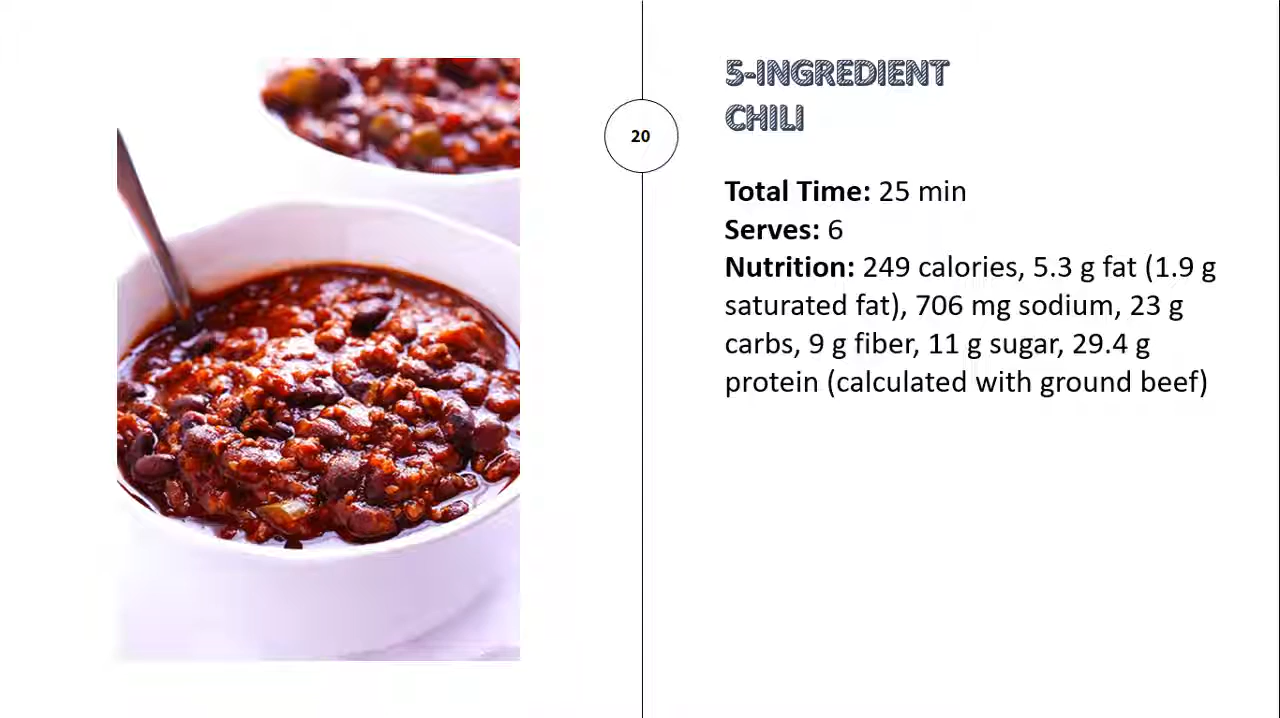 5-INGREDIENT
CHILI
20
Total Time: 25 min
Serves: 6
Nutrition: 249 calories, 5.3 g fat (1.9 g
saturated fat), 706 mg sodium, 23 g
carbs, 9 g fiber, 11 g sugar, 29.4 g
protein (calculated with ground beef)